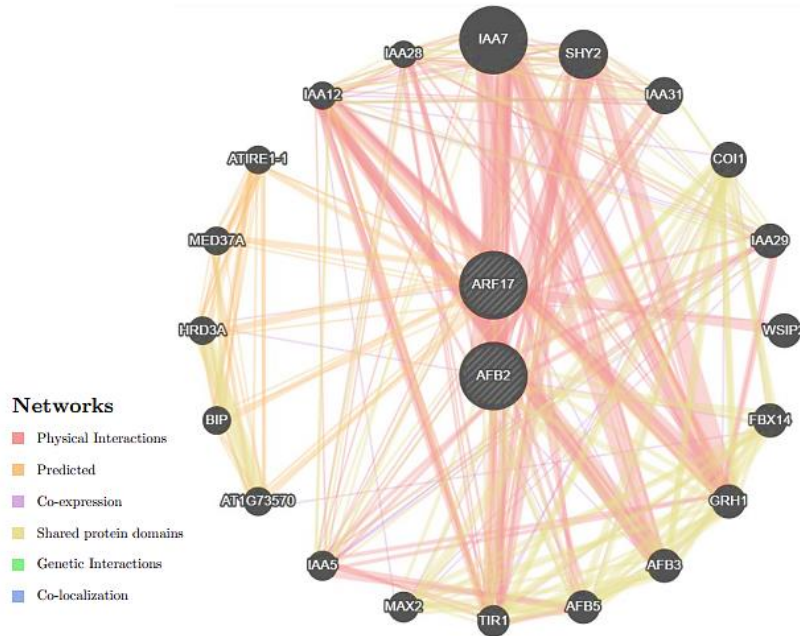 IAA7
IAA28
SHY2
IAA12
IAA31
ATIRE1-1
COI1
MED37A
IAA29
ARF17
HRD3A
WSIP2
AFB2
Networks
BIP
FBX14
Physical Interactions
Predicted
AT1G73570
GRH1
Co-expression
Shared protein domains
Genetic Interactions
IAA5
AFB3
Co-localization
MAX2
AFB5
TIR1